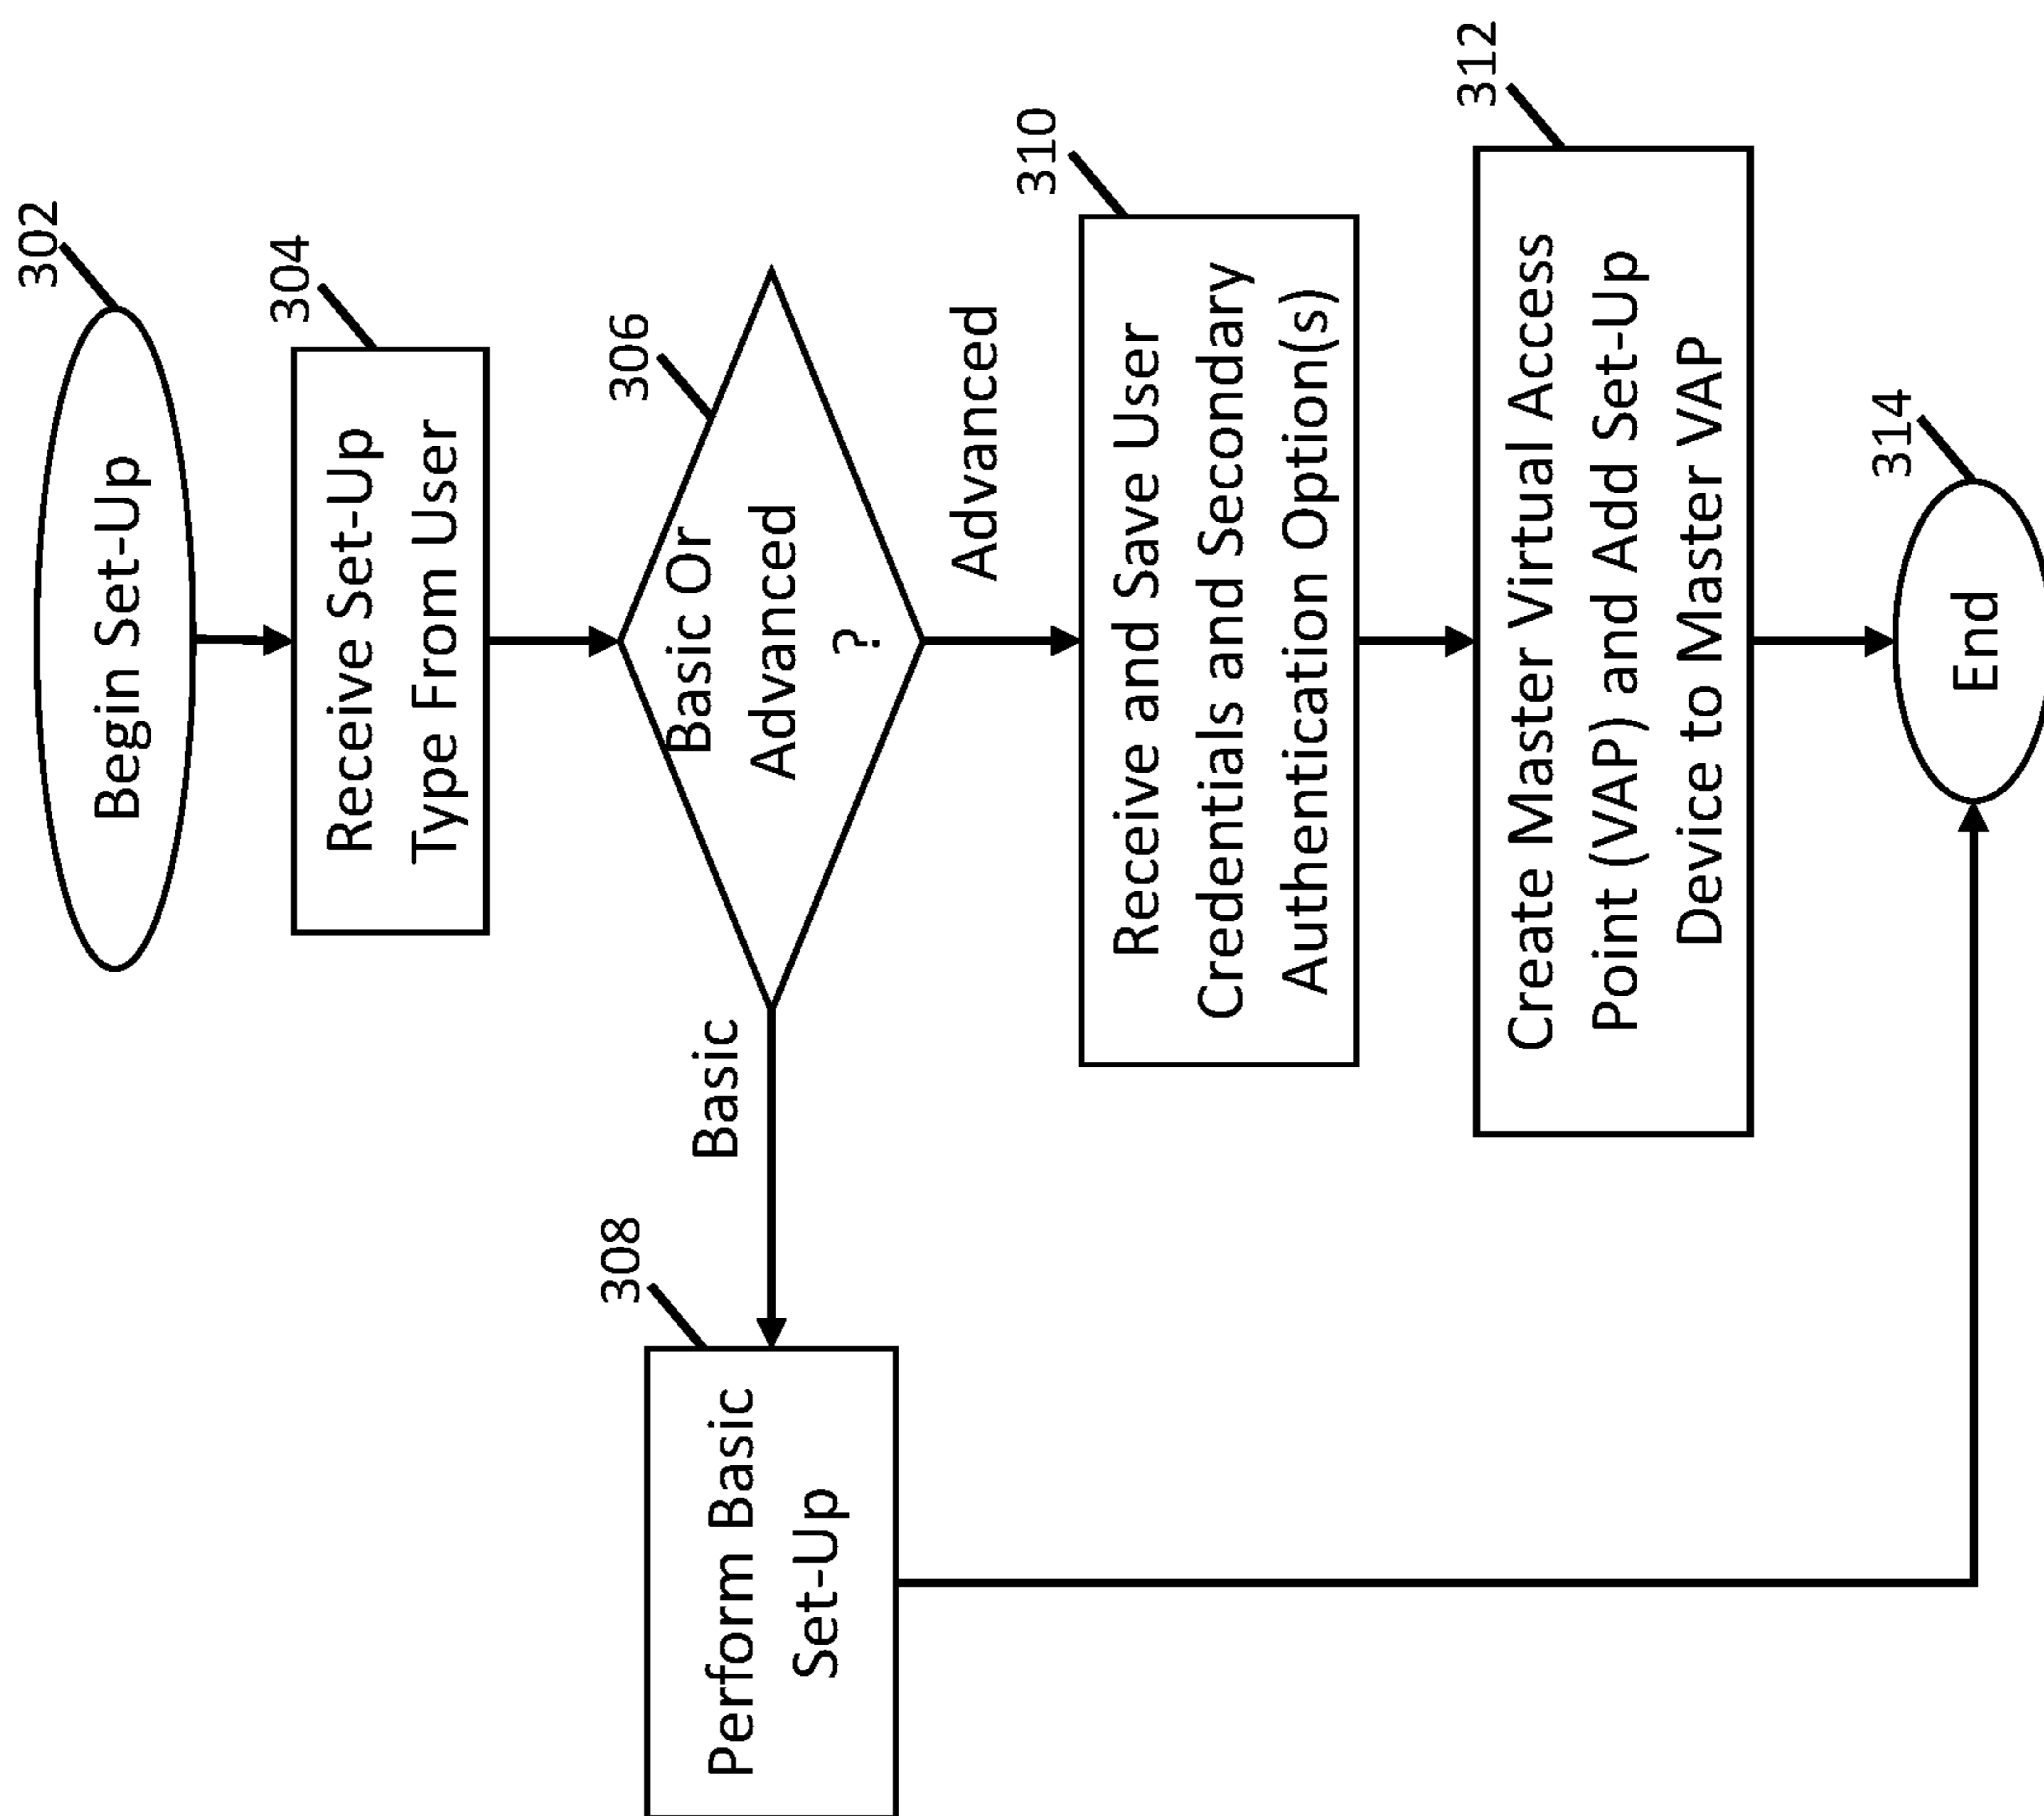 302
Begin Set-Up
304
Receive Set-Up
Type From User
306
Basic Or
Advanced
?
Basic
308
Perform Basic
Set-Up
Advanced
310
Receive and Save User
Credentials and Secondary
Authentication Option(s)
312
Create Master Virtual Access
Point (VAP) and Add Set-Up
Device to Master VAP
314
End